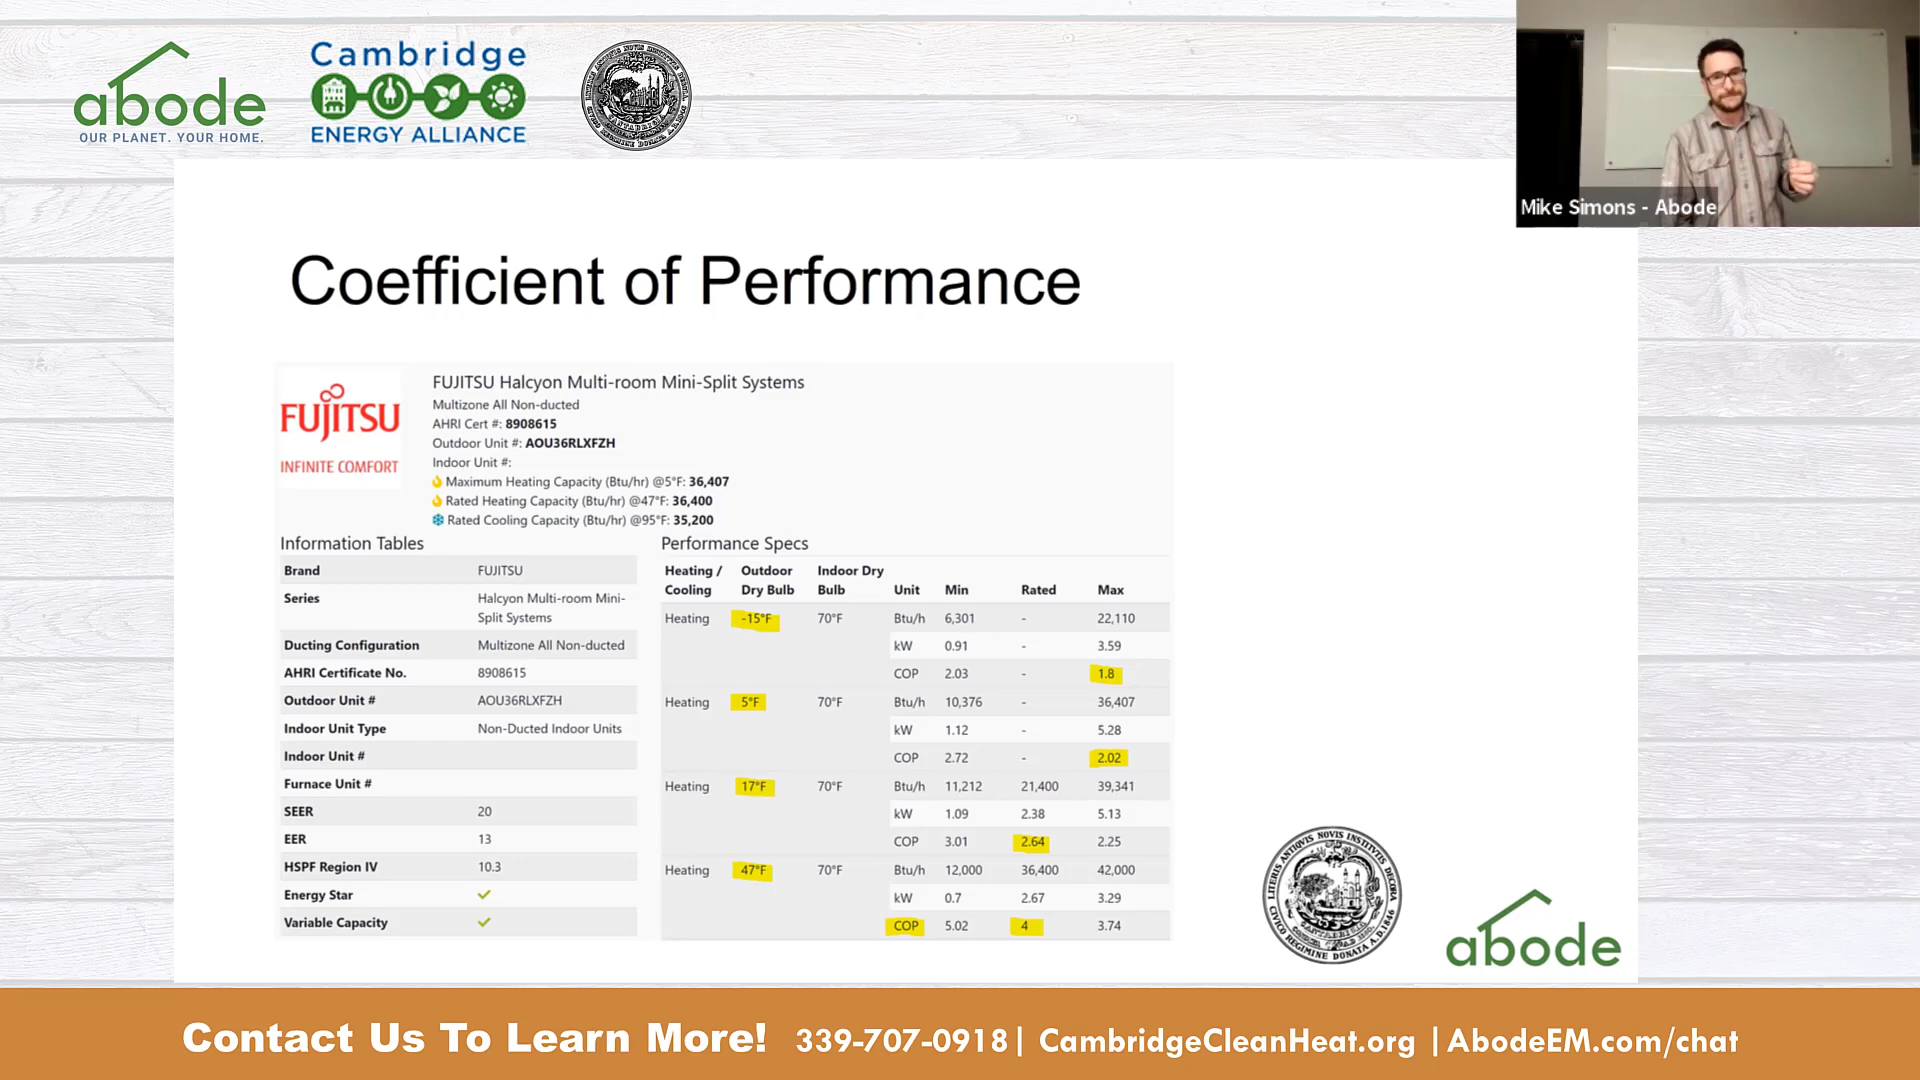 abode
OUR PLANET. YOUR HOME.
Cambridge
ENERGY ALLIANCE
Mike Simons - Abode
Coefficient of Performance
FUJITSU
INFINITE COMFORT
FUJITSU Halcyon Multi-room Mini-Split Systems
Multizone All Non-ducted
AHRI Cert #: 8908615
Outdoor Unit #: AOU36RLXFZH
Indoor Unit #:
Maximum Heating Capacity (Btu/hr) @5°F: 36,407
Rated Heating Capacity (Btu/hr) @47°F: 36,400
Rated Cooling Capacity (Btu/hr) @95°F: 35,200
Information Tables
Brand FUJITSU
Series Halcyon Multi-room Mini-
Split Systems
Ducting Configuration Multizone All Non-ducted
AHRI Certificate No. 8908615
Outdoor Unit # AOU36RLXFZH
Indoor Unit Type Non-Ducted Indoor Units
Indoor Unit #
Furnace Unit #
SEER 20
EER 13
HSPF Region IV 10.3
Energy Star
Variable Capacity
Performance Specs
Heating / Outdoor Indoor Dry
Cooling Dry Bulb Bulb Unit Min Rated Max
Heating -15°F 70°F Btu/h 6,301 - 22,110
kW 0.91 - 3.59
COP 2.03 - 1.8
Heating 5°F 70°F Btu/h 10,376 - 36,407
kW 1.12 - 5.28
COP 2.72 - 2.02
Heating 17°F 70°F Btu/h 11,212 21,400 39,341
kW 1.09 2.38 5.13
COP 3.01 2.64 2.25
Heating 47°F 70°F Btu/h 12,000 36,400 42,000
kW 0.7 2.67 3.29
COP 5.02 4 3.74
LITERIS ANTIQVIS NOVIS INSTITVTIS DECORA
CIVICO REGIMINE DONATA A.D. 1846
abode
Contact Us To Learn More! 339-707-0918| CambridgeCleanHeat.org |AbodeEM.com/chat